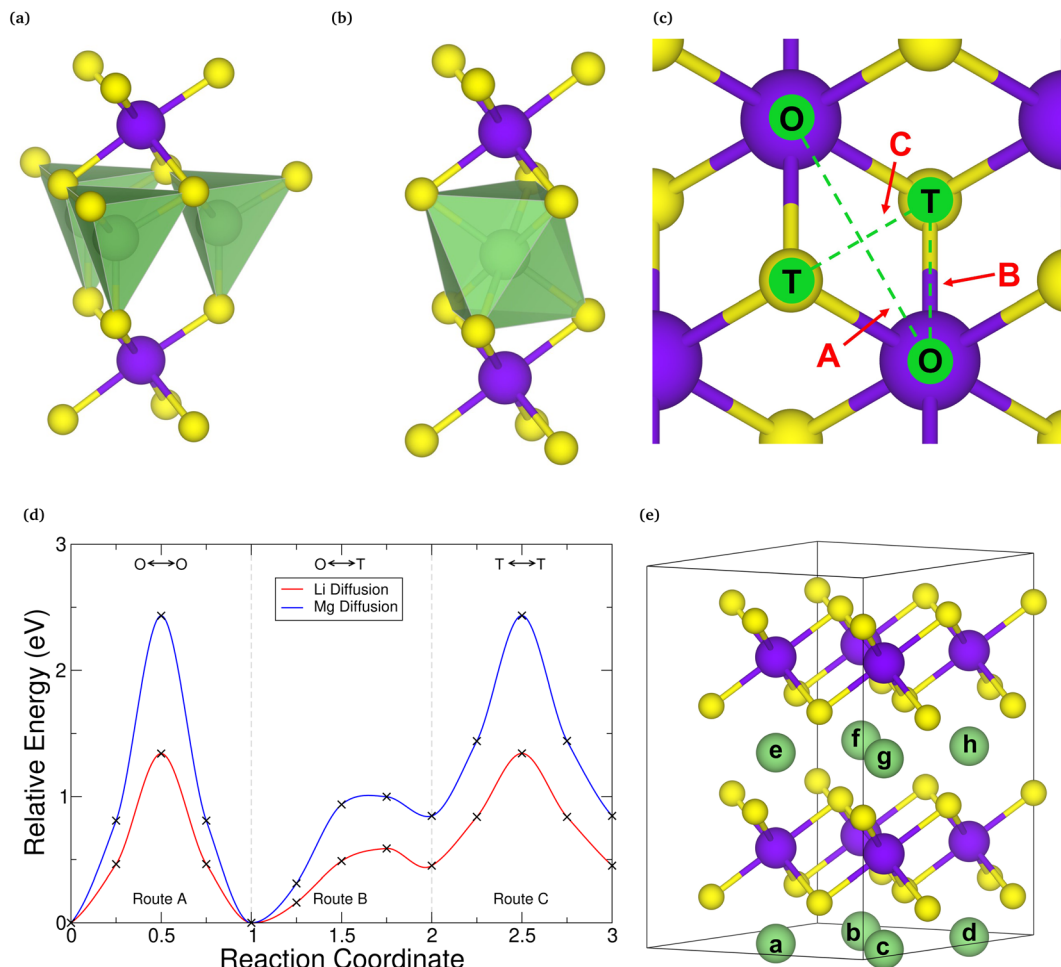 (a)
(b)
(c)
O
C
T
T
B
A
O
(d)
3
2
1
0
Relative Energy (eV)
O⟷O
O⟷T
T⟷T
Li Diffusion
Mg Diffusion
Route A
Route B
Route C
0 0.5 1 1.5 2 2.5 3
Reaction Coordinate
(e)
e
f
g
h
a
b
c
d